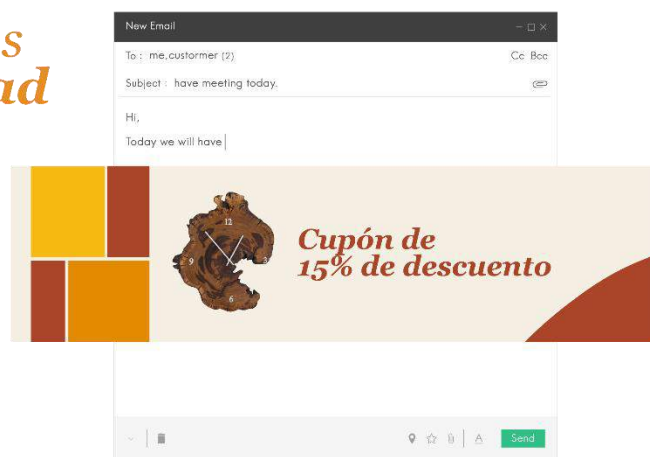 New Email
s
ad
To : me,custormer (2)
Cc Bcc
Subject : have meeting today.
Hi,
Today we will have
12
3
6
9
Cupón de
15% de descuento
A
Send